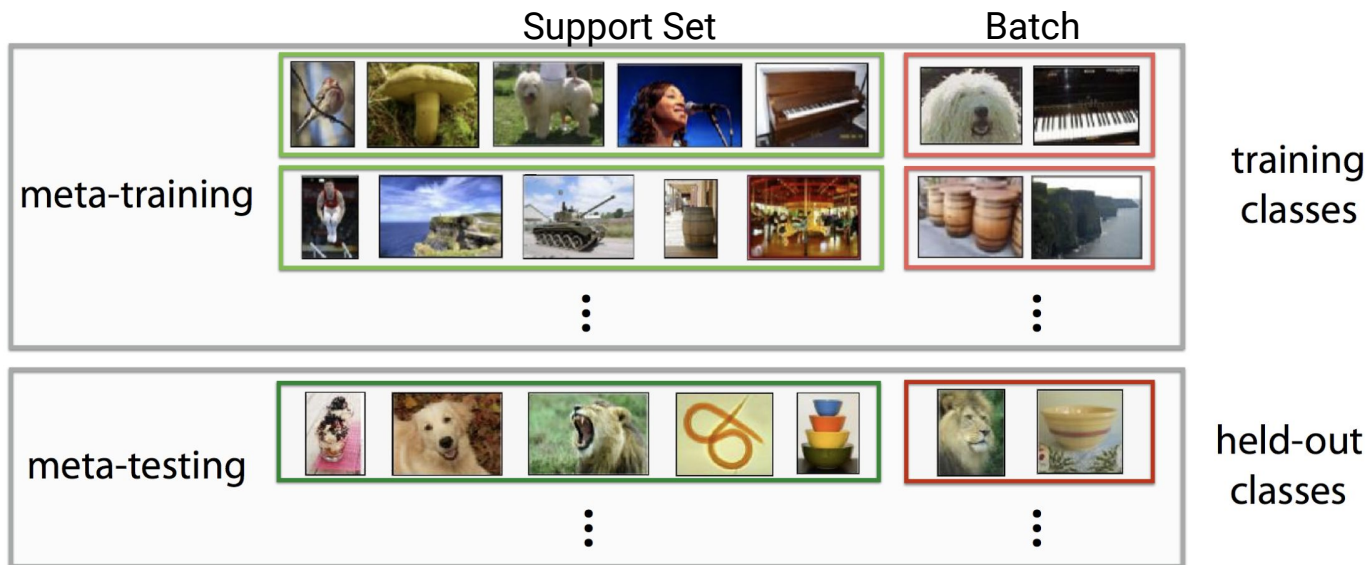 Support Set
Batch
meta-training
training
classes
meta-testing
held-out
classes